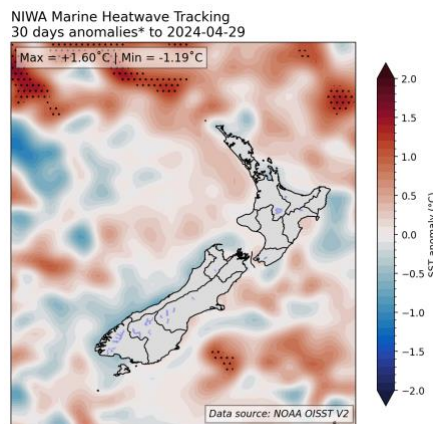 NIWA Marine Heatwave Tracking
30 days anomalies* to 2024-04-29
Max = +1.60˚C | Min = -1.19˚C
2.0
1.5
1.0
0.5
0.0
−0.5
−1.0
−1.5
−2.0
SST anomaly (°C)
Data source: NOAA OISST V2